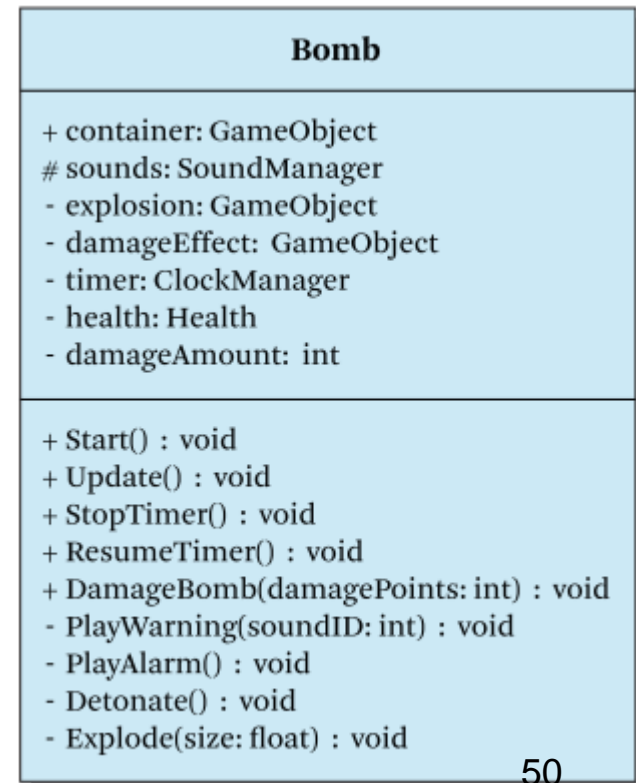 Bomb
+ container: GameObject
# sounds: SoundManager
- explosion: GameObject
- damageEffect: GameObject
- timer: ClockManager
- health: Health
- damageAmount: int
+ Start() : void
+ Update() : void
+ StopTimer() : void
+ ResumeTimer() : void
+ DamageBomb(damagePoints: int) : void
- PlayWarning(soundID: int) : void
- PlayAlarm() : void
- Detonate() : void
- Explode(size: float) : void
50